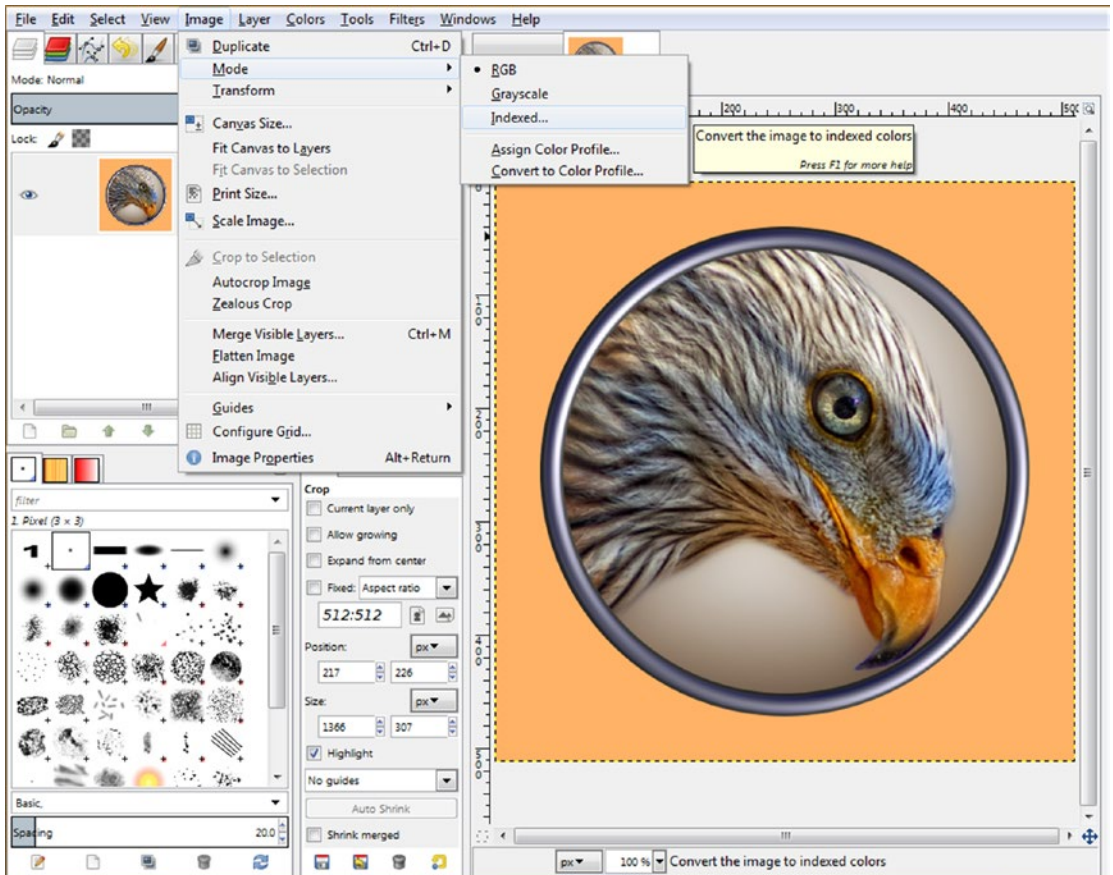 File Edit Select View Image Layer Colors Tools Filters Windows Help
Mode: Normal
Opacity
Lock:
Duplicate Ctrl+D
Mode
Transform
Canvas Size...
Fit Canvas to Layers
Fit Canvas to Selection
Print Size...
Scale Image...
Crop to Selection
Autocrop Image
Zealous Crop
Merge Visible Layers... Ctrl+M
Flatten Image
Align Visible Layers...
Guides
Configure Grid...
Image Properties Alt+Return
RGB
Grayscale
Indexed...
Assign Color Profile...
Convert to Color Profile...
200 300 400
Convert the image to indexed colors
Press F1 for more help
0
100
200
300
400
500
filter
1. Pixel (3 × 3)
Basic,
Spacing 20.0
Crop
Current layer only
Allow growing
Expand from center
Fixed: Aspect ratio
512:512
Position: px
217 226
Size: px
1366 307
Highlight
No guides
Auto Shrink
Shrink merged
px 100 % Convert the image to indexed colors